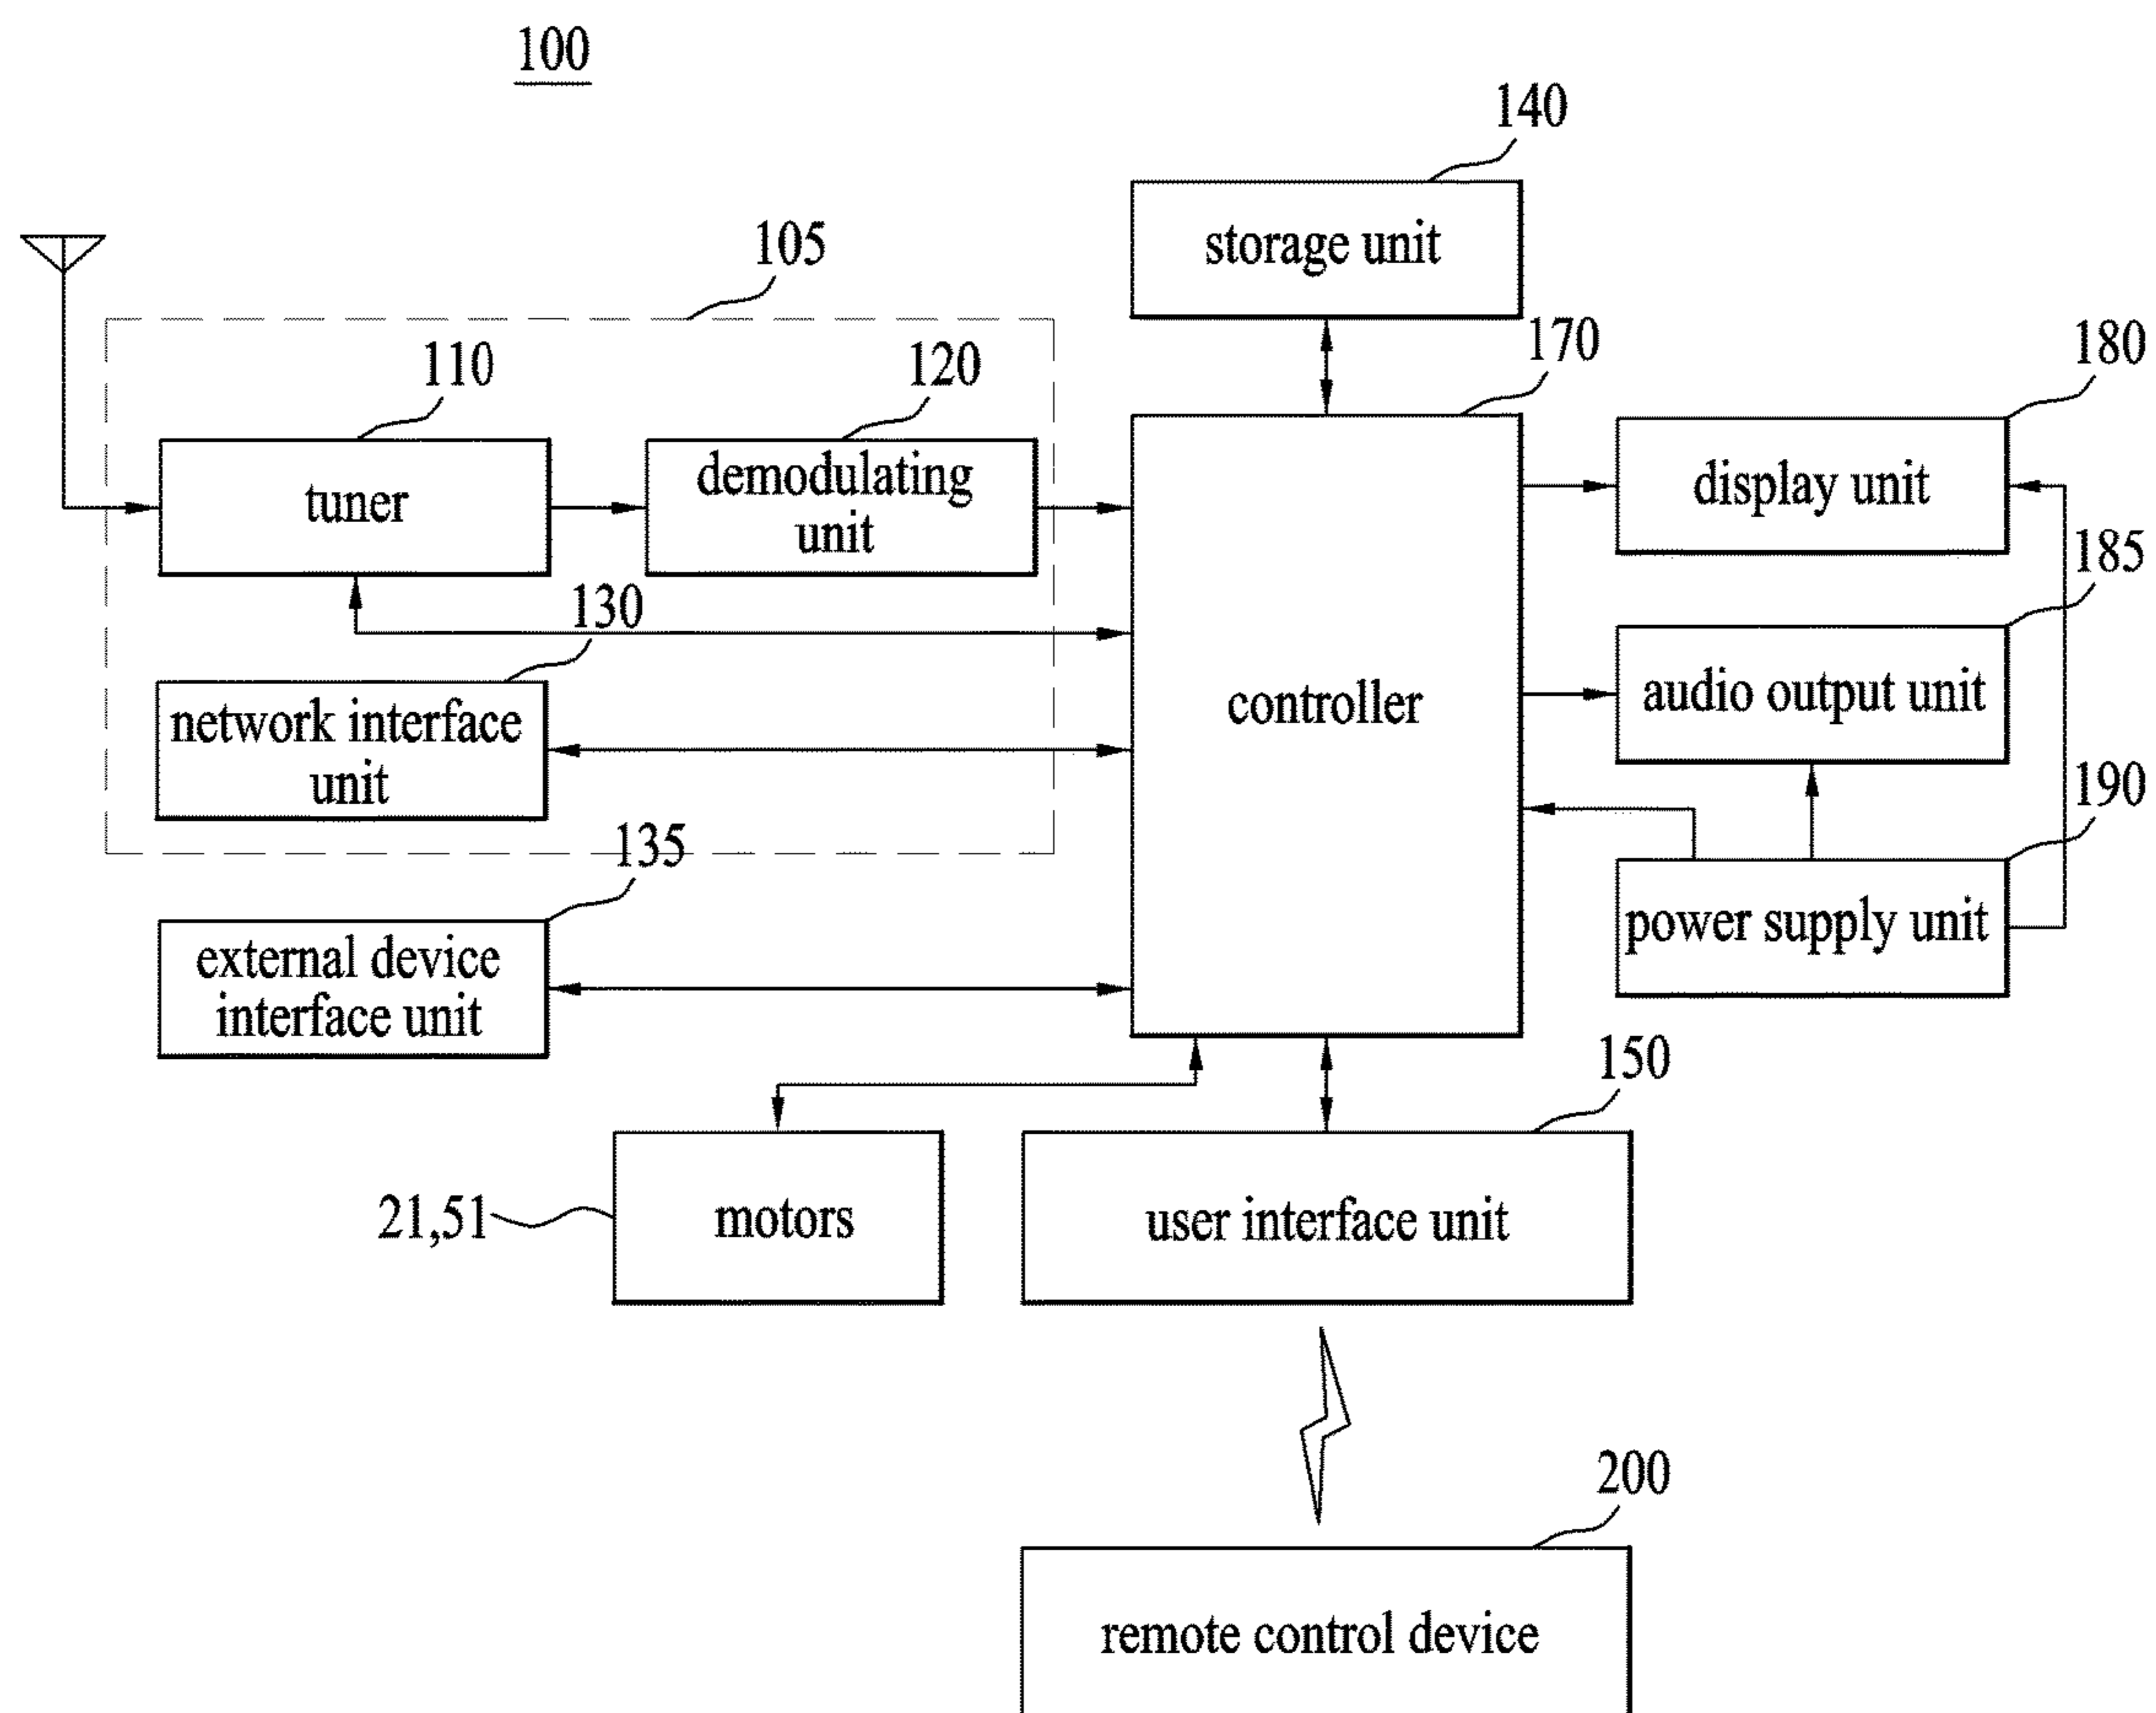 100
140
storage unit
105
170
180
110
120
tuner
demodulating
unit
display unit
185
130
network interface
unit
controller
audio output unit
190
135
external device
interface unit
power supply unit
150
21,51
motors
user interface unit
200
remote control device